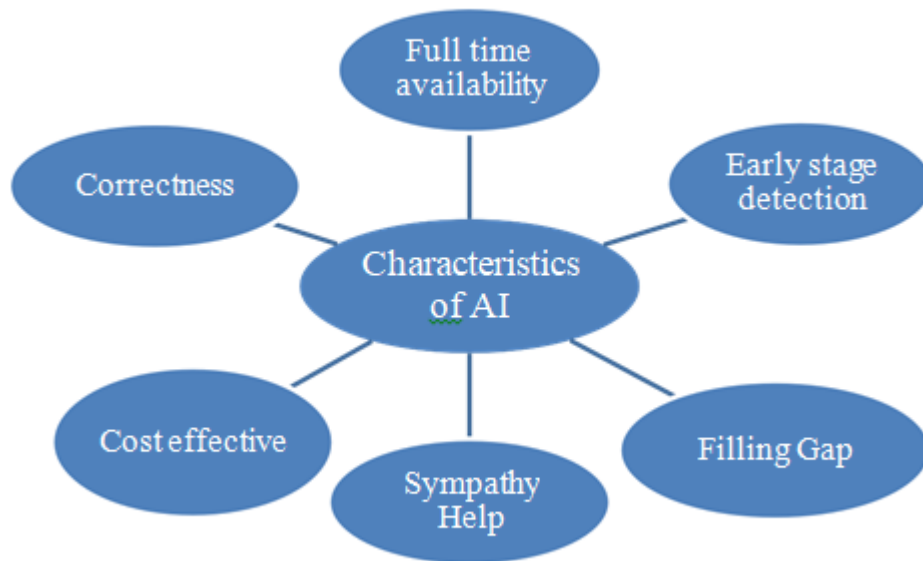 Full time
availability
Correctness
Early stage
detection
Characteristics
of AI
Cost effective
Filling Gap
Sympathy
Help